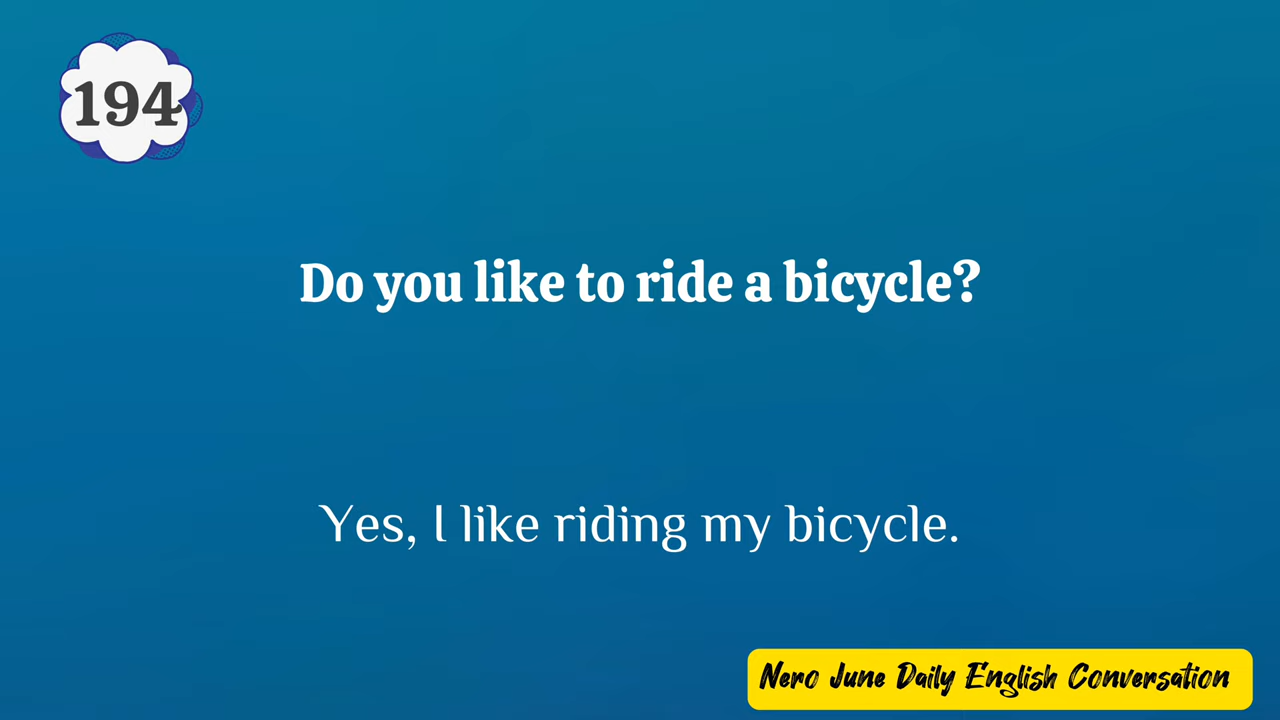 194
Do you like to ride a bicycle?
Yes, I like riding my bicycle.
Nero June Daily English Conversation